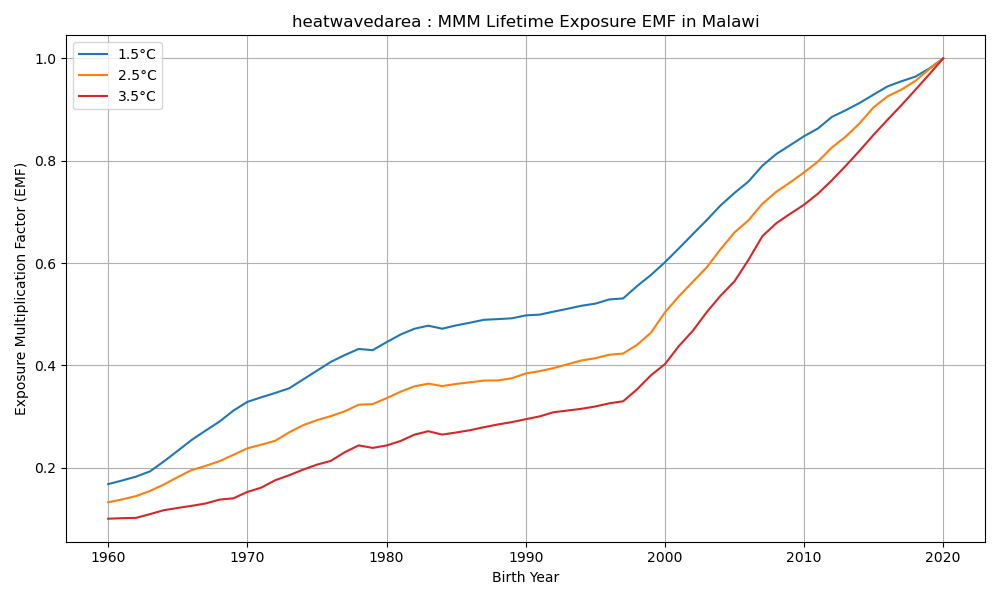 heatwavedarea : MMM Lifetime Exposure EMF in Malawi
1.5°C
2.5°C
3.5°C
Exposure Multiplication Factor (EMF)
1.0
0.8
0.6
0.4
0.2
1960 1970 1980 1990 2000 2010 2020
Birth Year